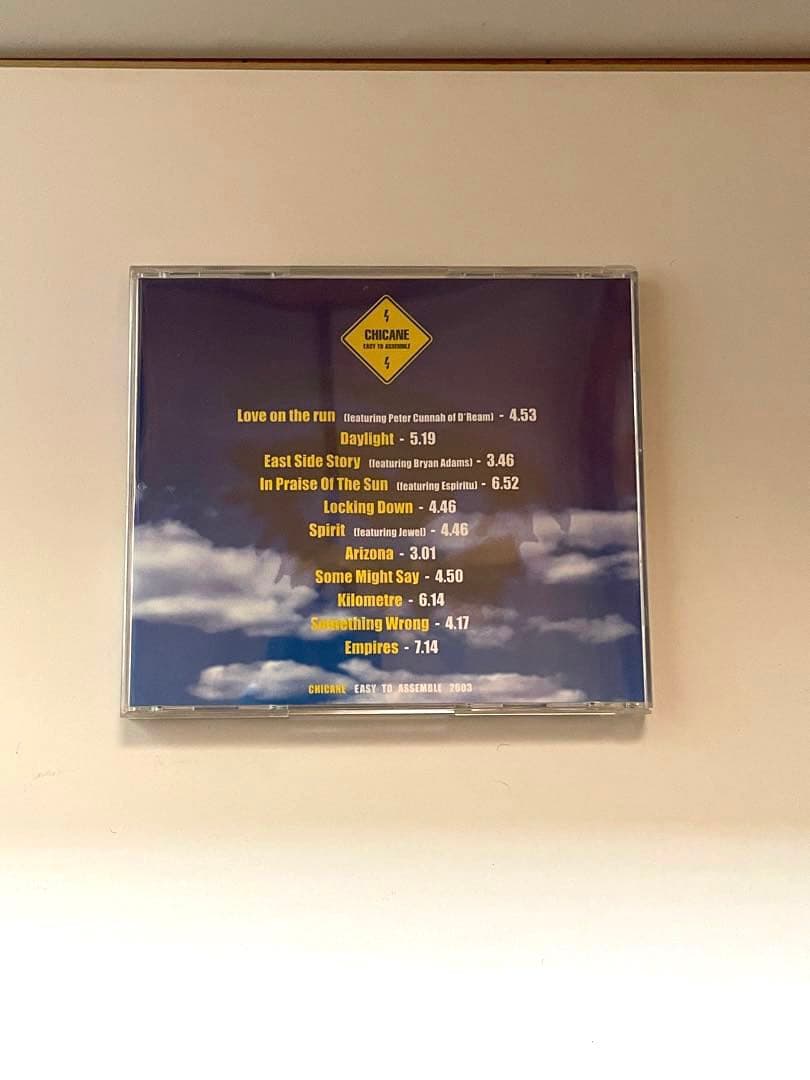 CHICANE
EASY TO ASSEMBLE
Love on the run (featuring Peter Cunnah of D'Ream) - 4.53
Daylight - 5.19
East Side Story (featuring Bryan Adams) - 3.46
In Praise Of The Sun (featuring Espiritu) - 6.52
Locking Down - 4.46
Spirit (featuring Jewel) - 4.46
Arizona - 3.01
Some Might Say - 4.50
Kilometre - 6.14
Something Wrong - 4.17
Empires - 7.14
CHICANE EASY TO ASSEMBLE 2003